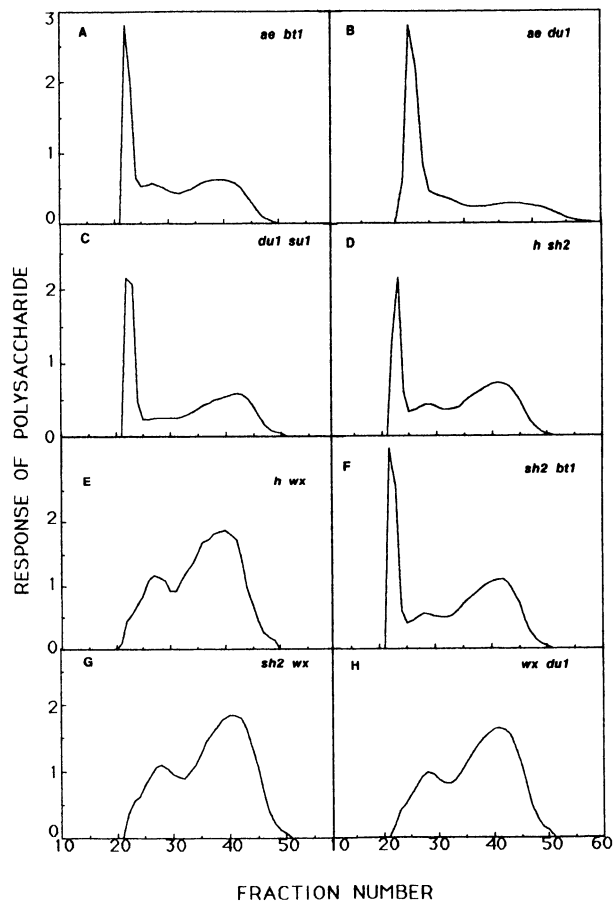 3
A
ae bt1
B
ae du1
2
1
0
C
du1 su1
D
h sh2
2
1
0
E
h wx
F
sh2 bt1
2
1
0
G
sh2 wx
H
wx du1
2
1
0
10 20 30 40 50 10 20 30 40 50 60
RESPONSE OF POLYSACCHARIDE
FRACTION NUMBER